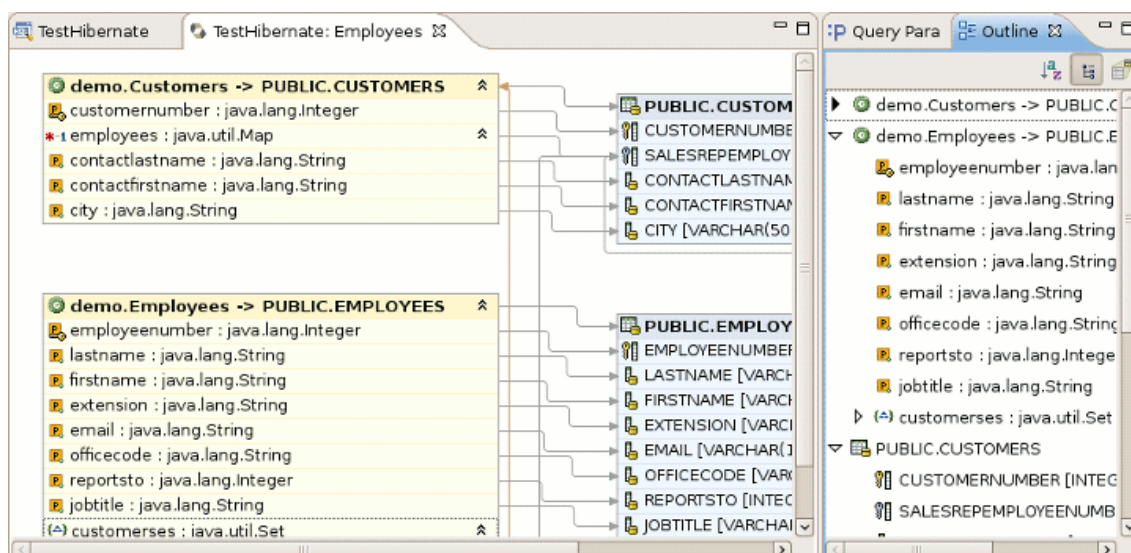 TestHibernate
TestHibernate: Employees
demo.Customers -> PUBLIC.CUSTOMERS
customernumber : java.lang.Integer
employees : java.util.Map
contactlastname : java.lang.String
contactfirstname : java.lang.String
city : java.lang.String
demo.Employees -> PUBLIC.EMPLOYEES
employeenumber : java.lang.Integer
lastname : java.lang.String
firstname : java.lang.String
extension : java.lang.String
email : java.lang.String
officecode : java.lang.String
reportsto : java.lang.Integer
jobtitle : java.lang.String
customerses : java.util.Set
PUBLIC.CUSTOM
CUSTOMERNUMBE
SALESREPEMPLOY
CONTACTLASTNAM
CONTACTFIRSTNAM
CITY [VARCHAR(50
PUBLIC.EMPLOY
EMPLOYEENUMBER
LASTNAME [VARCH
FIRSTNAME [VARC
EXTENSION [VARC
EMAIL [VARCHAR(1
OFFICECODE [VARC
REPORTSTO [INTEG
JOBTITLE [VARCHAI
Query Para
Outline
demo.Customers -> PUBLIC.C
demo.Employees -> PUBLIC.E
employeenumber : java.lan
lastname : java.lang.String
firstname : java.lang.String
extension : java.lang.String
email : java.lang.String
officecode : java.lang.String
reportsto : java.lang.Intege
jobtitle : java.lang.String
customerses : java.util.Set
PUBLIC.CUSTOMERS
CUSTOMERNUMBER [INTEG
SALESREPEMPLOYEENUMB